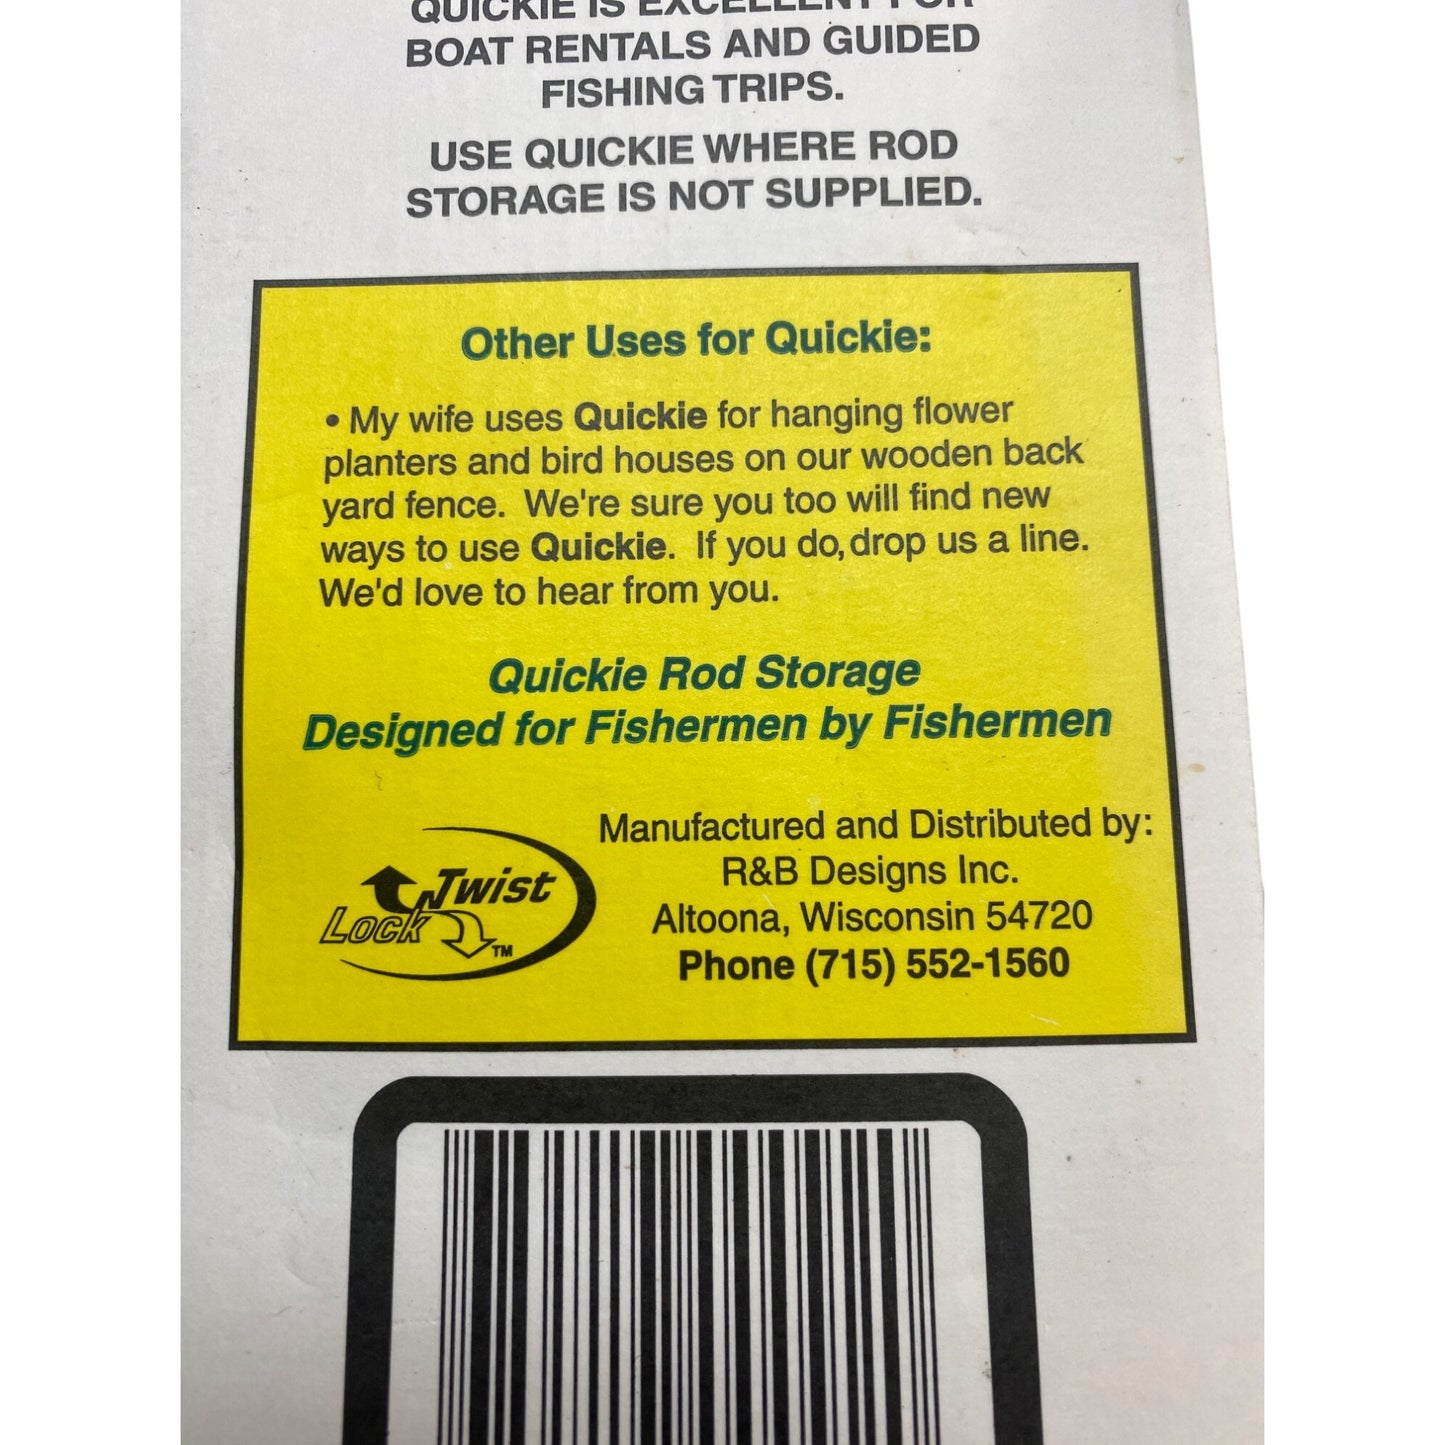 QUICKIE IS EXCELLENT FOR
BOAT RENTALS AND GUIDED
FISHING TRIPS.
USE QUICKIE WHERE ROD
STORAGE IS NOT SUPPLIED.
Other Uses for Quickie:
• My wife uses Quickie for hanging flower
planters and bird houses on our wooden back
yard fence. We're sure you too will find new
ways to use Quickie. If you do, drop us a line.
We'd love to hear from you.
Quickie Rod Storage
Designed for Fishermen by Fishermen
Twist
Lock
TM
Manufactured and Distributed by:
R&B Designs Inc.
Altoona, Wisconsin 54720
Phone (715) 552-1560